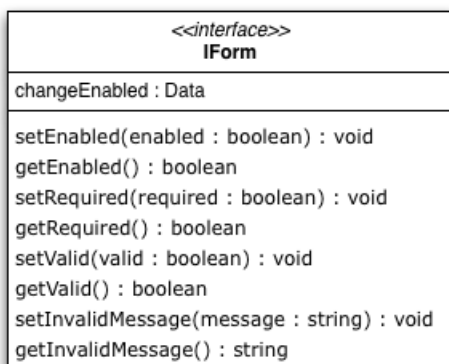 <<interface>>
IForm
changeEnabled : Data
setEnabled(enabled : boolean) : void
getEnabled() : boolean
setRequired(required : boolean) : void
getRequired() : boolean
setValid(valid : boolean) : void
getValid() : boolean
setInvalidMessage(message : string) : void
getInvalidMessage() : string